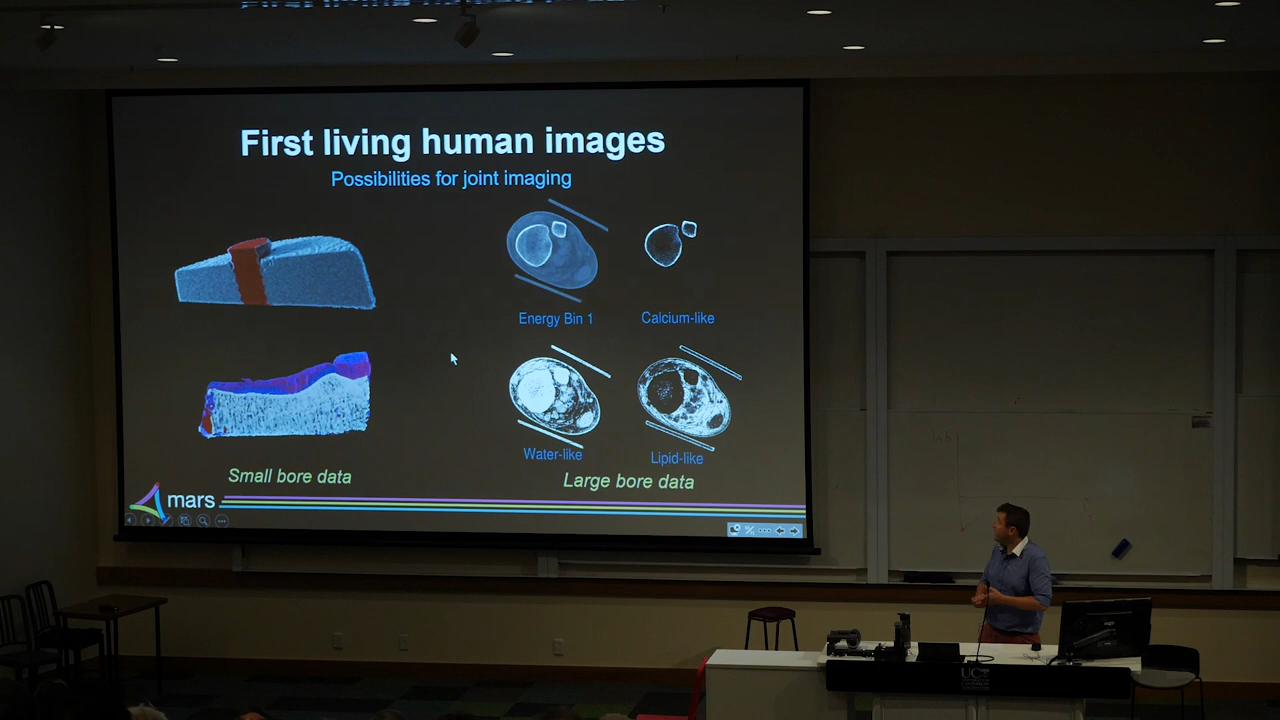 First living human images
Possibilities for joint imaging
Energy Bin 1
Calcium-like
Water-like
Lipid-like
Small bore data
Large bore data
mars
UC